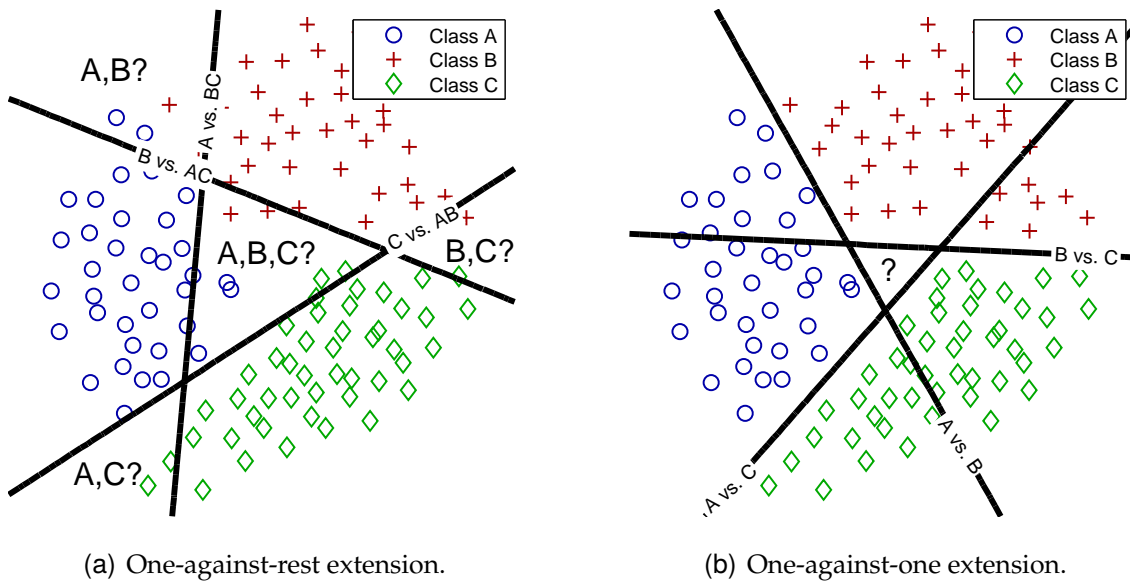 Class A
Class B
Class C
A,B?
A vs. BC
B vs. AC
C vs. AB
A,B,C?
B,C?
A,C?
(a) One-against-rest extension.
Class A
Class B
Class C
B vs. C
?
A vs. B
A vs. C
(b) One-against-one extension.